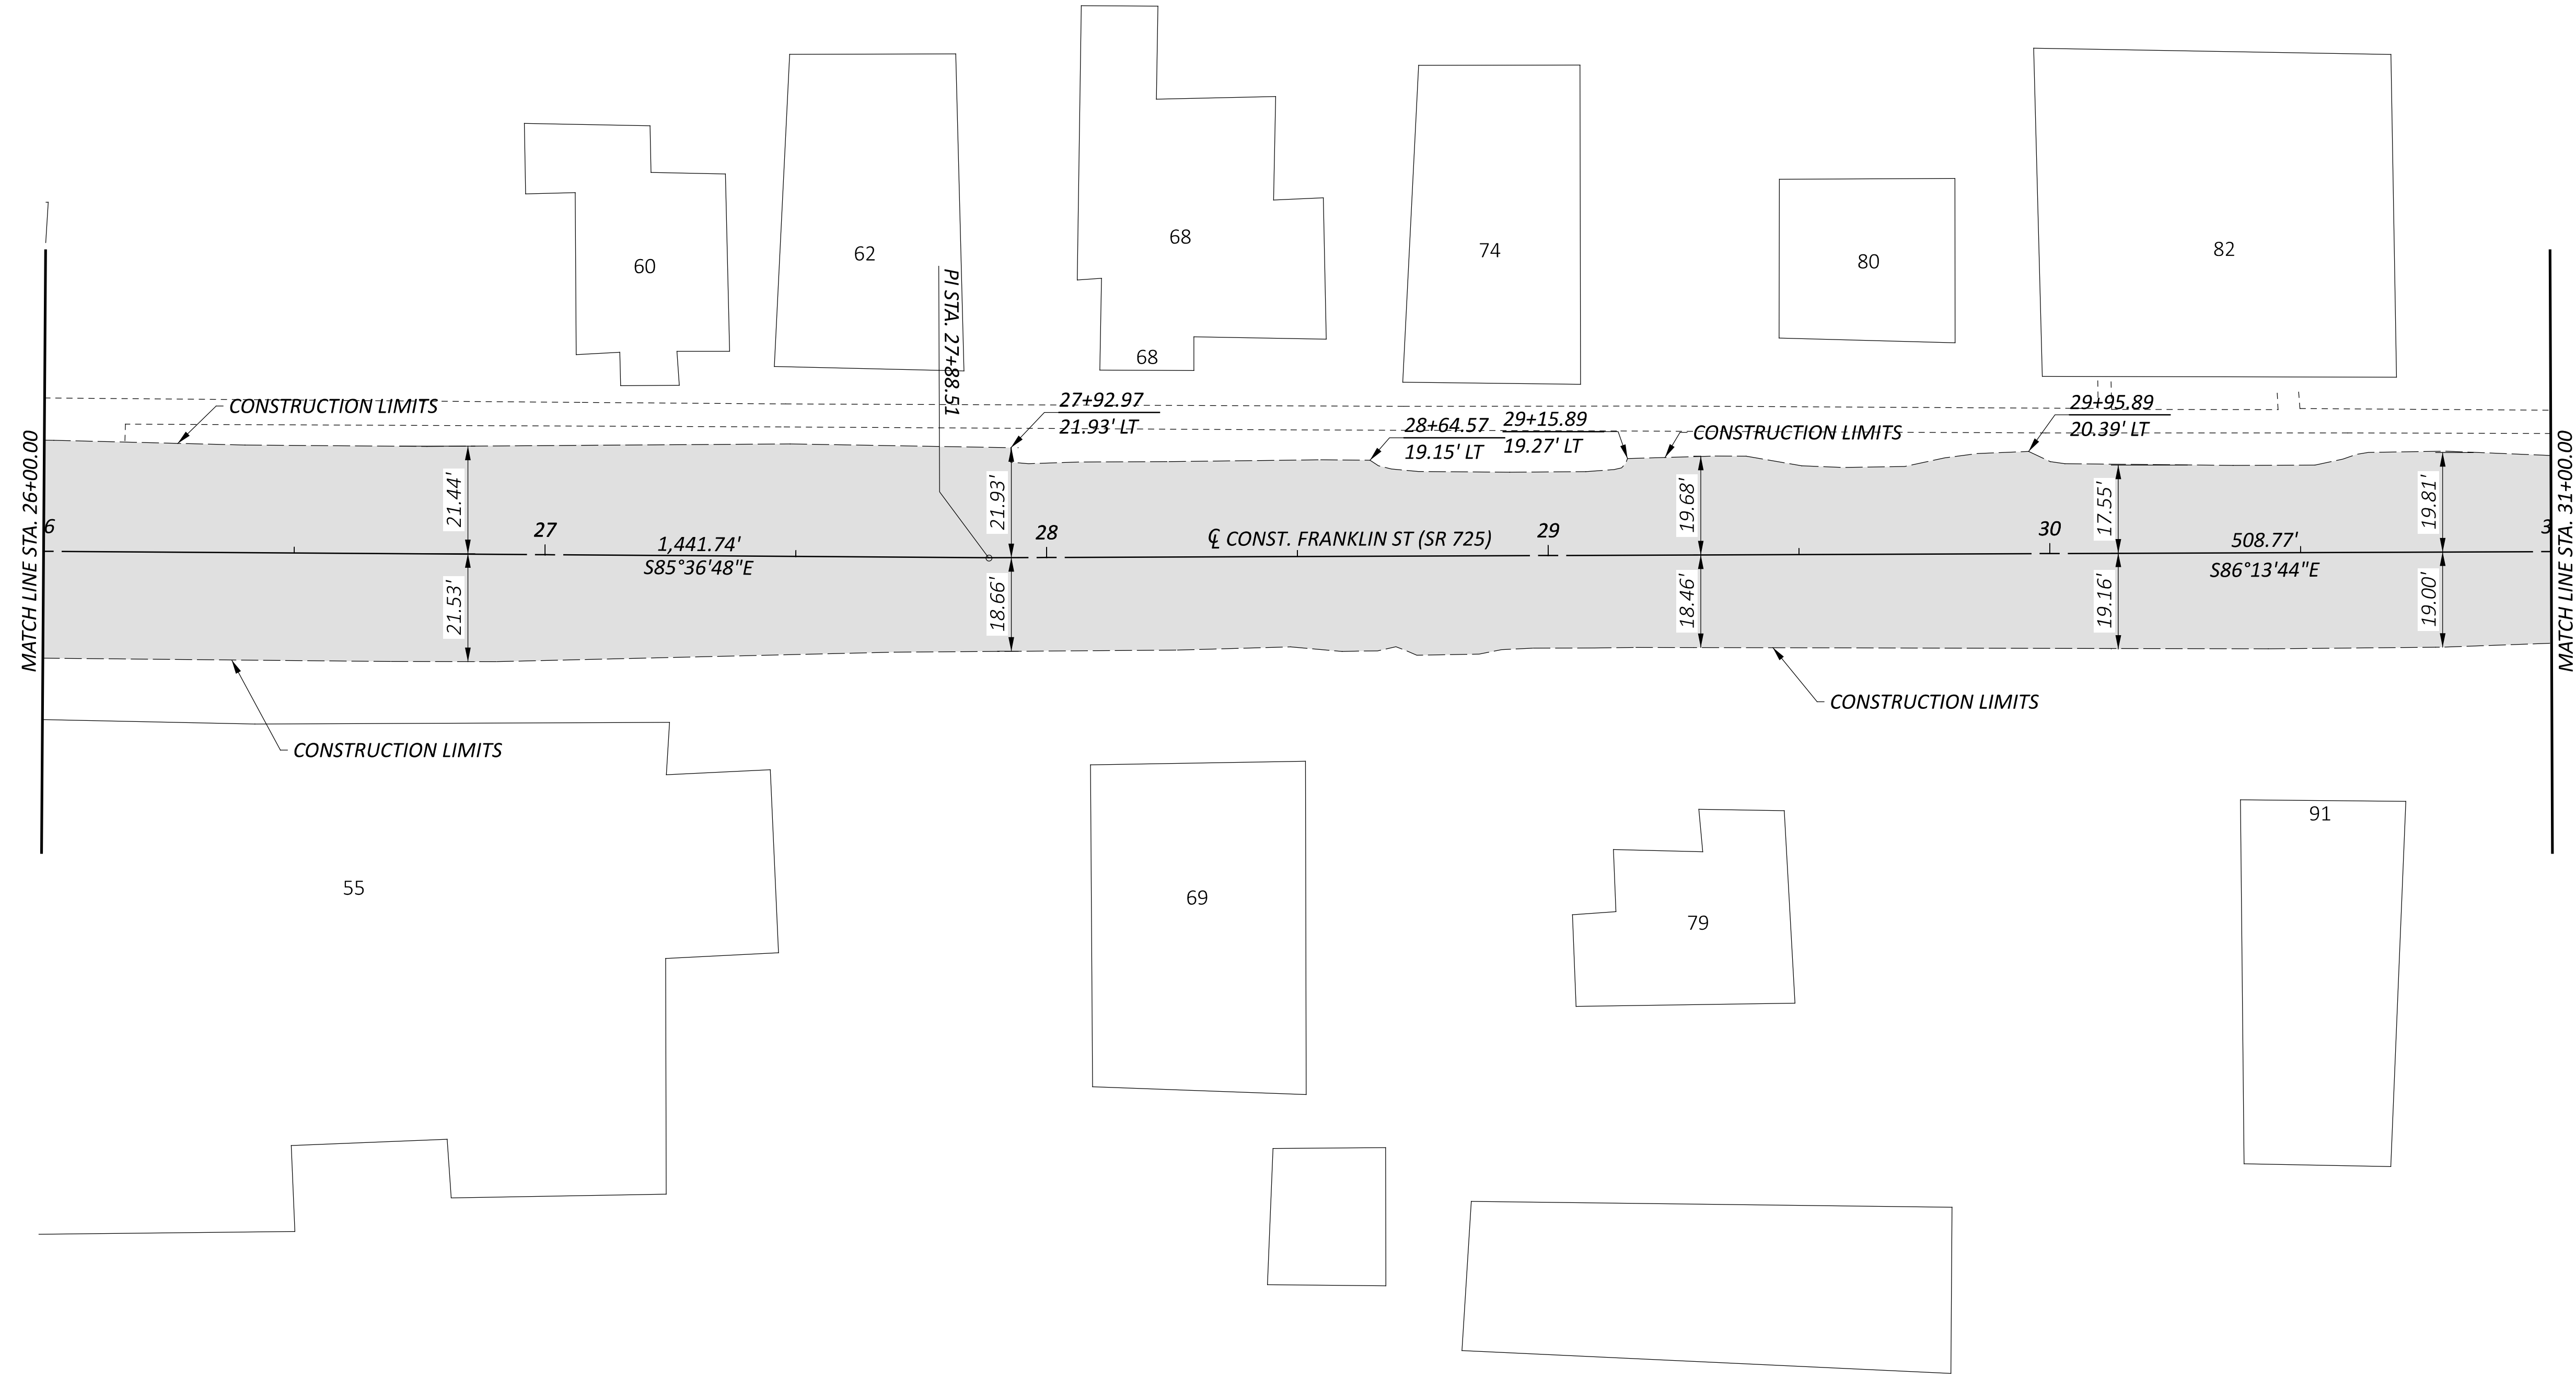 60
62
68
68
74
80
82
PI STA. 27+88.51
CONSTRUCTION LIMITS
27+92.97
21.93' LT
28+64.57
19.15' LT
29+15.89
19.27' LT
CONSTRUCTION LIMITS
29+95.89
20.39' LT
MATCH LINE STA. 26+00.00
6
21.44'
27
1,441.74'
S85°36'48"E
21.93'
28
℄ CONST. FRANKLIN ST (SR 725)
29
19.68'
30
17.55'
508.77'
S86°13'44"E
19.81'
3
MATCH LINE STA. 31+00.00
21.53'
18.66'
18.46'
19.16'
19.00'
CONSTRUCTION LIMITS
CONSTRUCTION LIMITS
55
69
79
91